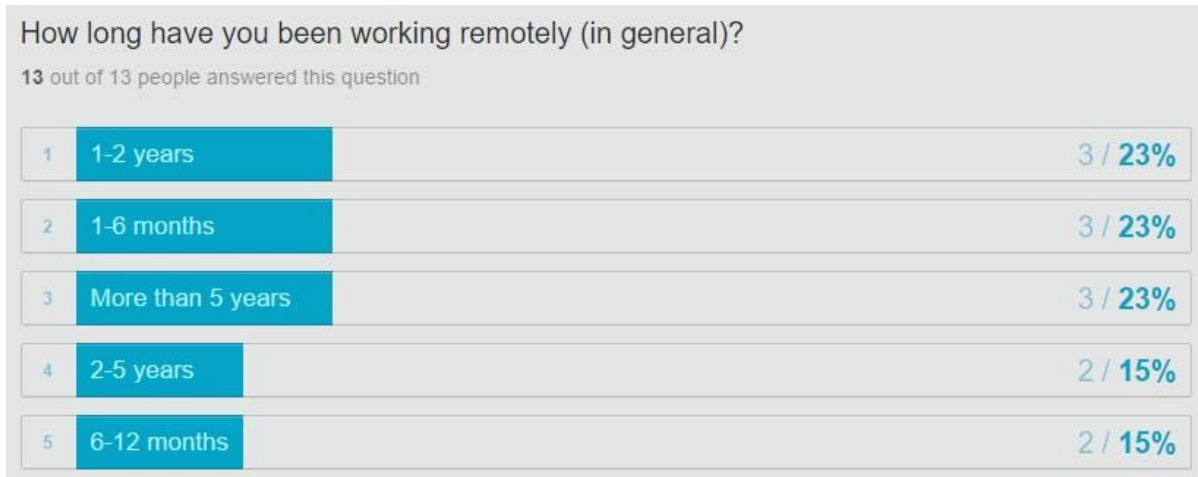 How long have you been working remotely (in general)?
13 out of 13 people answered this question
1 1-2 years 3 / 23%
2 1-6 months 3 / 23%
3 More than 5 years 3 / 23%
4 2-5 years 2 / 15%
5 6-12 months 2 / 15%